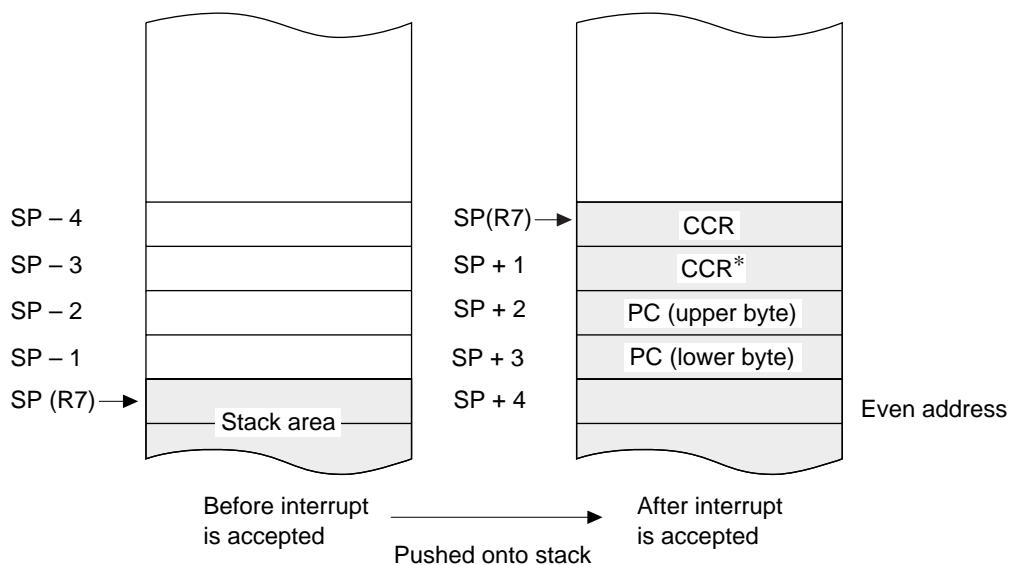 SP – 4
SP – 3
SP – 2
SP – 1
SP (R7)
Stack area
SP(R7)
SP + 1
SP + 2
SP + 3
SP + 4
CCR
CCR*
PC (upper byte)
PC (lower byte)
Even address
Before interrupt
is accepted
Pushed onto stack
After interrupt
is accepted